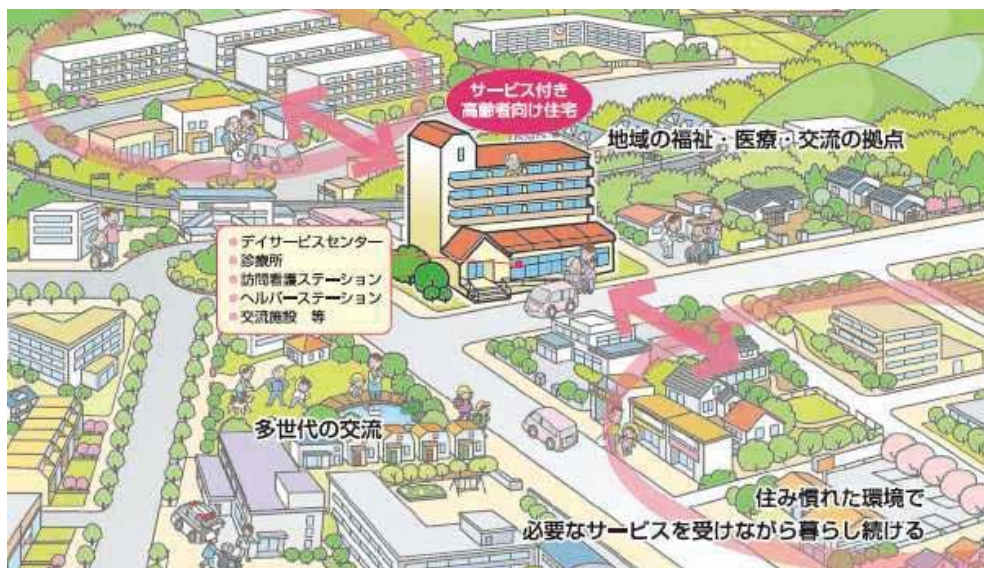 サービス付き
高齢者向け住宅
地域の福祉・医療・交流の拠点
デイサービスセンター
診療所
訪問看護ステーション
ヘルパーステーション
交流施設 等
多世代の交流
住み慣れた環境で
必要なサービスを受けながら暮らし続ける